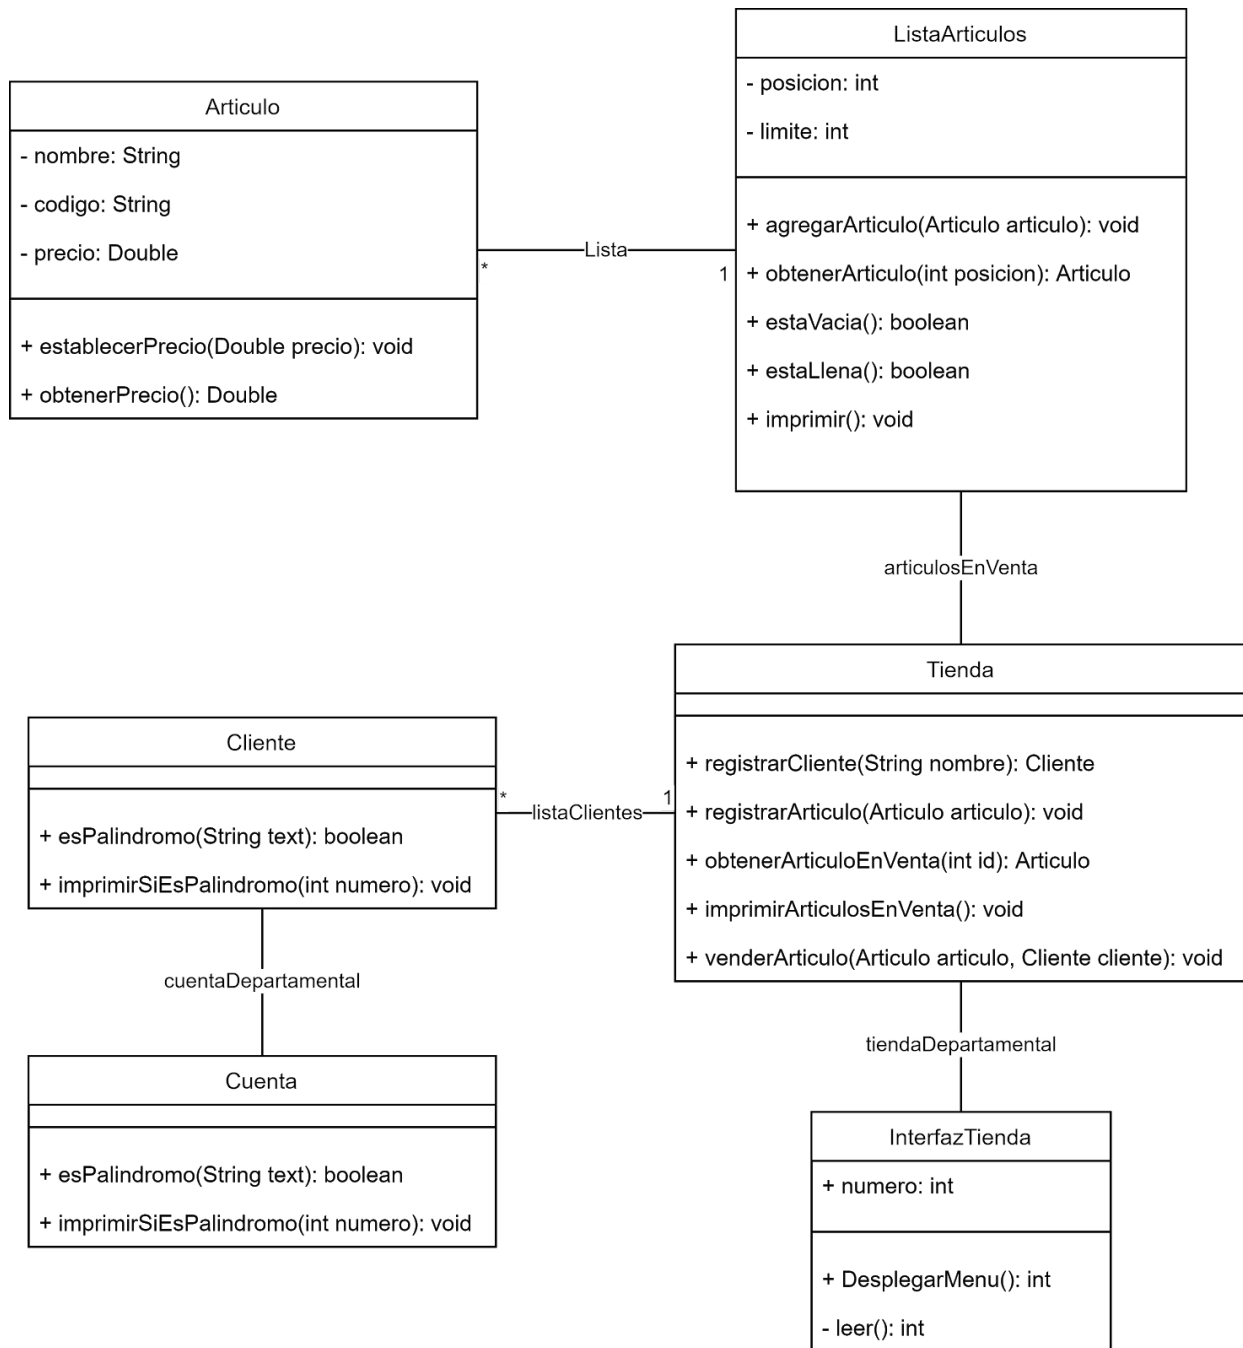 ListaArticulos
- posicion: int
- limite: int
+ agregarArticulo(Articulo articulo): void
+ obtenerArticulo(int posicion): Articulo
+ estaVacia(): boolean
+ estaLlena(): boolean
+ imprimir(): void
Articulo
- nombre: String
- codigo: String
- precio: Double
+ establecerPrecio(Double precio): void
+ obtenerPrecio(): Double
* Lista 1
articulosEnVenta
Tienda
+ registrarCliente(String nombre): Cliente
+ registrarArticulo(Articulo articulo): void
+ obtenerArticuloEnVenta(int id): Articulo
+ imprimirArticulosEnVenta(): void
+ venderArticulo(Articulo articulo, Cliente cliente): void
* listaClientes 1
Cliente
+ esPalindromo(String text): boolean
+ imprimirSiEsPalindromo(int numero): void
cuentaDepartamental
Cuenta
+ esPalindromo(String text): boolean
+ imprimirSiEsPalindromo(int numero): void
tiendaDepartamental
InterfazTienda
+ numero: int
+ DesplegarMenu(): int
- leer(): int